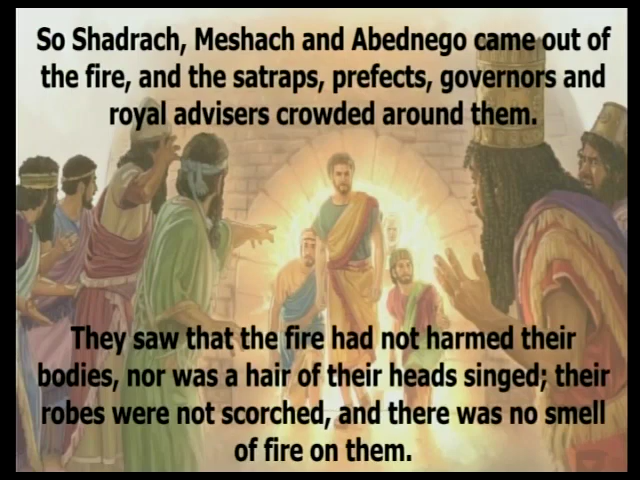 So Shadrach, Meshach and Abednego came out of
the fire, and the satraps, prefects, governors and
royal advisers crowded around them.
They saw that the fire had not harmed their
bodies, nor was a hair of their heads singed; their
robes were not scorched, and there was no smell
of fire on them.